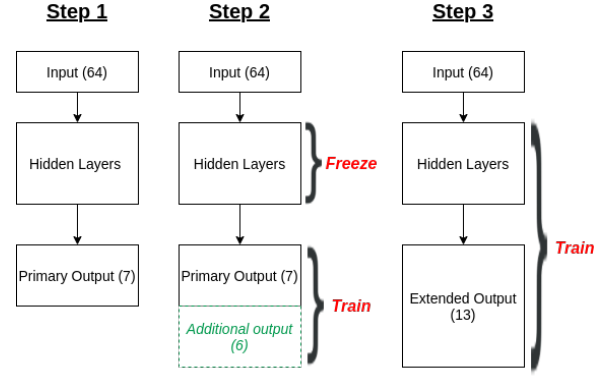 Step 1
Step 2
Step 3
Input (64)
Input (64)
Input (64)
Hidden Layers
Hidden Layers
Freeze
Hidden Layers
Train
Primary Output (7)
Primary Output (7)
Additional output
(6)
Train
Extended Output
(13)